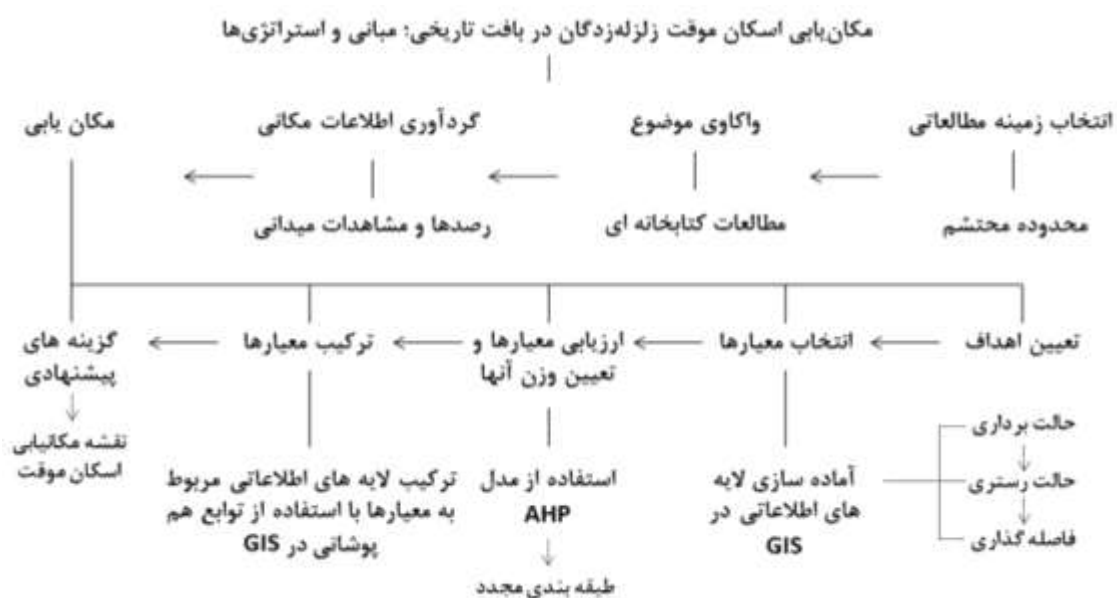 مکان‌یابی اسکان موقت زلزله‌زدگان در بافت تاریخی؛ مبانی و استراتژی‌ها
انتخاب زمینه مطالعاتی
واکاوی موضوع
گردآوری اطلاعات مکانی
مکان یابی
محدوده محتشم
مطالعات کتابخانه ای
رصدها و مشاهدات میدانی
تعیین اهداف
انتخاب معیارها
ارزیابی معیارها و
تعیین وزن آنها
ترکیب معیارها
گزینه های
پیشنهادی
حالت برداری
حالت رستری
فاصله گذاری
آماده سازی لایه
های اطلاعاتی در
GIS
استفاده از مدل
AHP
طبقه بندی مجدد
ترکیب لایه های اطلاعاتی مربوط
به معیارها با استفاده از توابع هم
پوشانی در GIS
نقشه مکانیابی
اسکان موقت